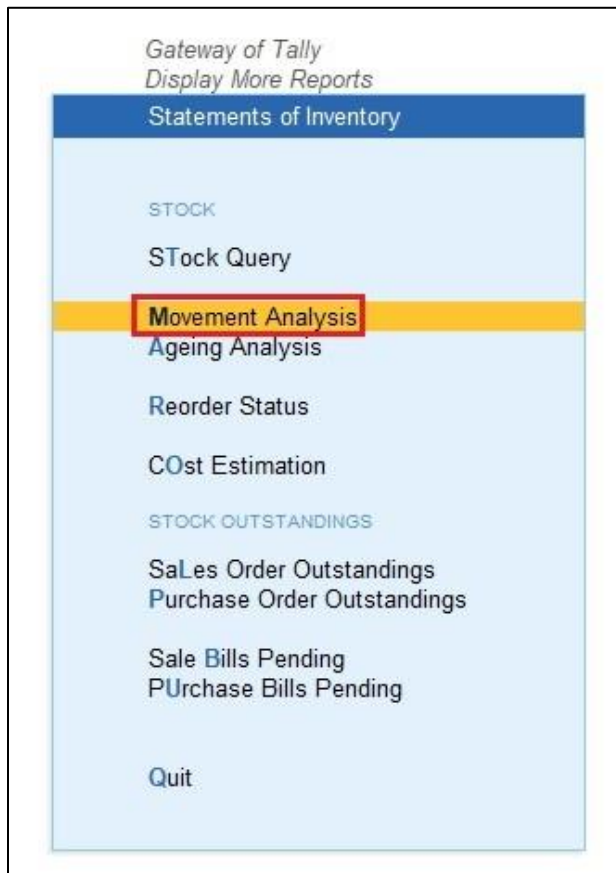 Gateway of Tally
Display More Reports
Statements of Inventory
STOCK
STock Query
Movement Analysis
Ageing Analysis
Reorder Status
COst Estimation
STOCK OUTSTANDINGS
SaLes Order Outstandings
Purchase Order Outstandings
Sale Bills Pending
PUrchase Bills Pending
Quit